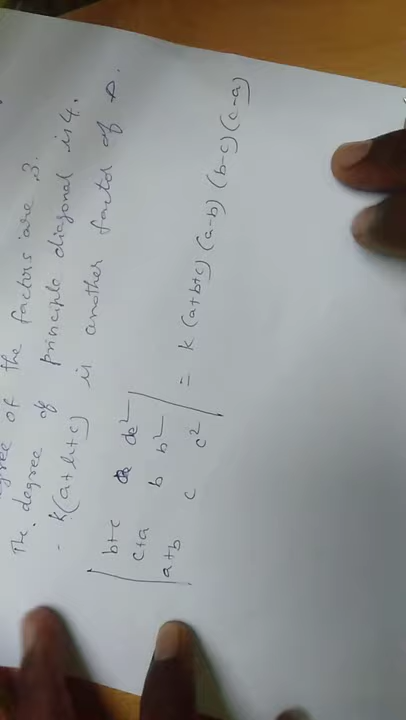 degree of the factors are 3.
The degree of principle diagonal is 4.
- k(a+b+c) is another factor of Δ.
| b+c a a² |
| c+a b b² | = k (a+b+c) (a-b) (b-c) (c-a)
| a+b c c² |